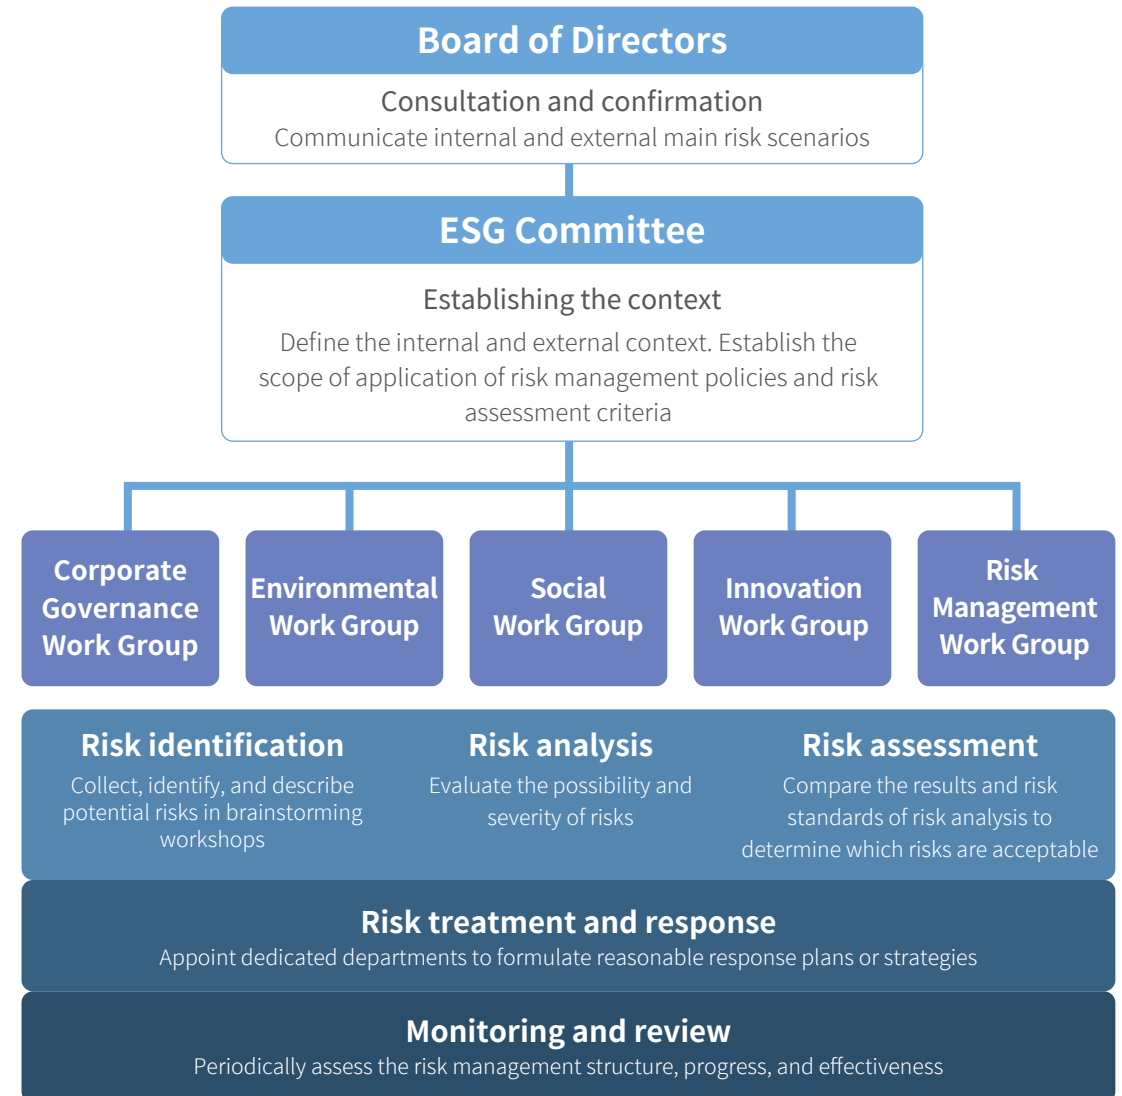 Board of Directors
Consultation and confirmation
Communicate internal and external main risk scenarios
ESG Committee
Establishing the context
Define the internal and external context. Establish the
scope of application of risk management policies and risk
assessment criteria
Corporate
Governance
Work Group
Environmental
Work Group
Social
Work Group
Innovation
Work Group
Risk
Management
Work Group
Risk identification
Collect, identify, and describe
potential risks in brainstorming
workshops
Risk analysis
Evaluate the possibility and
severity of risks
Risk assessment
Compare the results and risk
standards of risk analysis to
determine which risks are acceptable
Risk treatment and response
Appoint dedicated departments to formulate reasonable response plans or strategies
Monitoring and review
Periodically assess the risk management structure, progress, and effectiveness